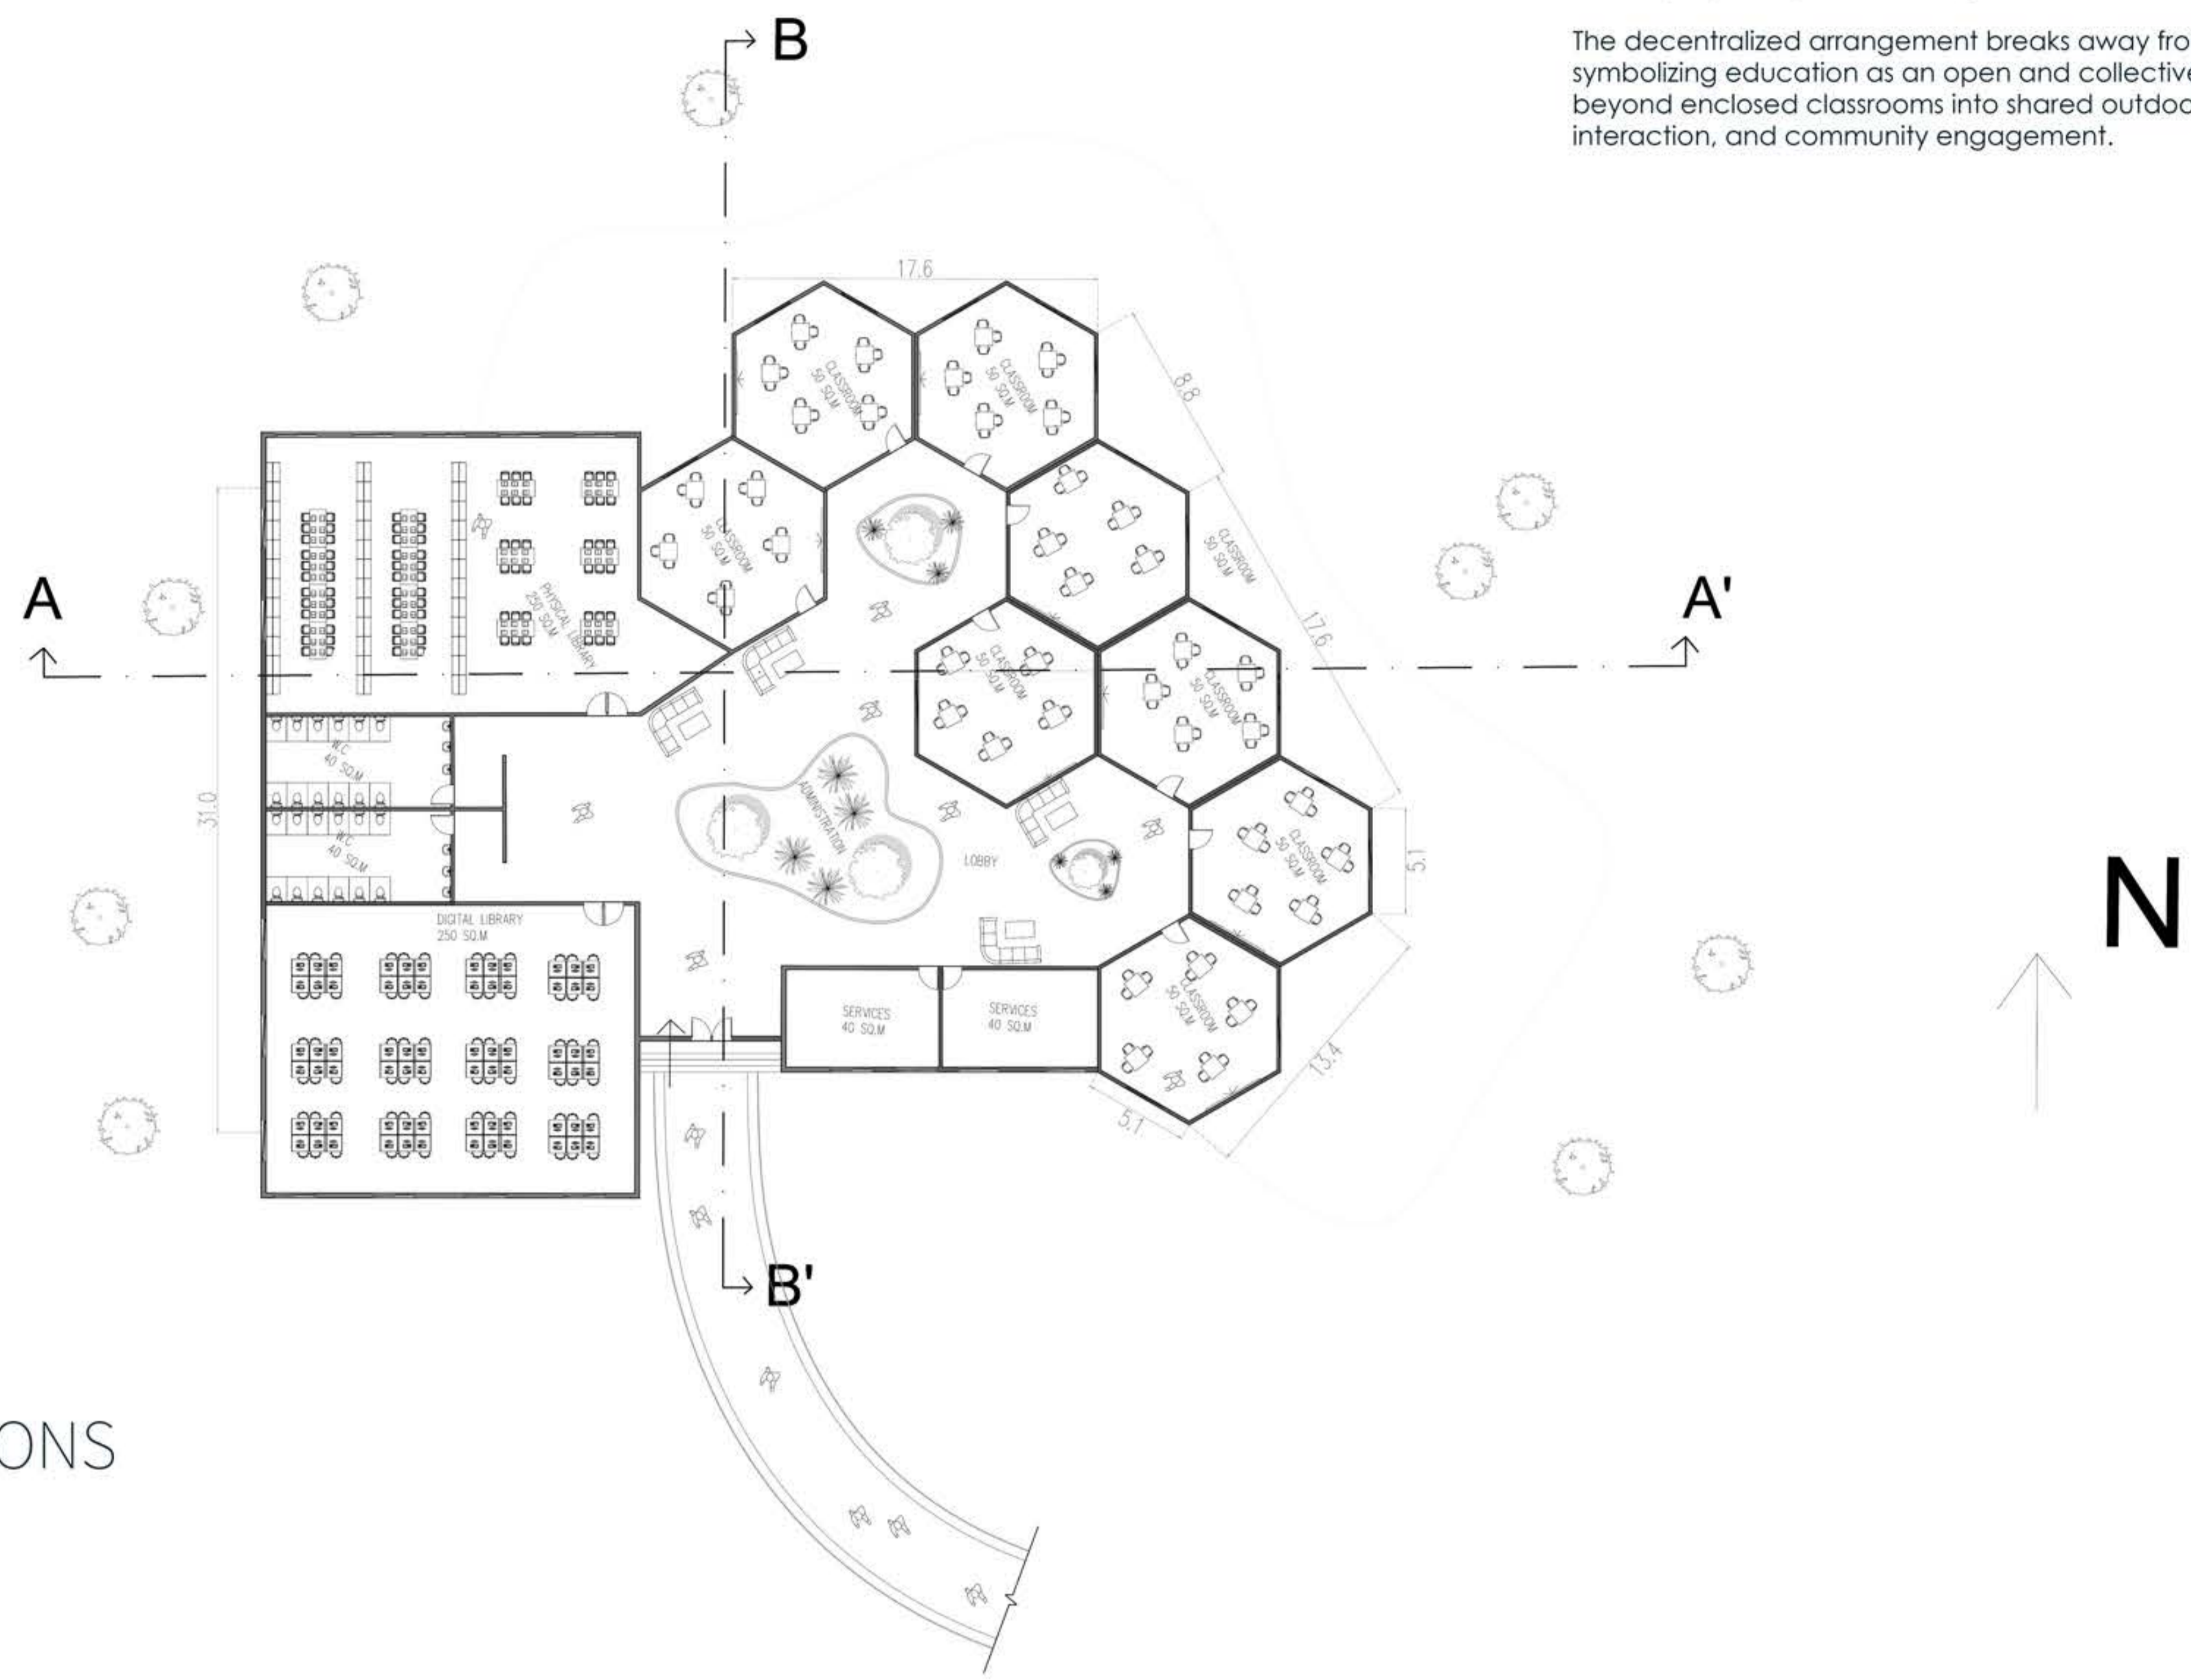 B
The decentralized arrangement breaks away fro
symbolizing education as an open and collective
beyond enclosed classrooms into shared outdoo
interaction, and community engagement.
17.6
CLASSROOM
50 SQ.M
CLASSROOM
50 SQ.M
8.8
CLASSROOM
50 SQ.M
CLASSROOM
50 SQ.M
A
PHYSICAL LIBRARY
250 SQ.M
A'
17.6
CLASSROOM
50 SQ.M
CLASSROOM
50 SQ.M
W.C
40 SQ.M
31.0
ADMINISTRATION
W.C
40 SQ.M
LOBBY
CLASSROOM
50 SQ.M
5.1
N
DIGITAL LIBRARY
250 SQ.M
SERVICES
40 SQ.M
SERVICES
40 SQ.M
CLASSROOM
50 SQ.M
13.4
5.1
B'
ONS